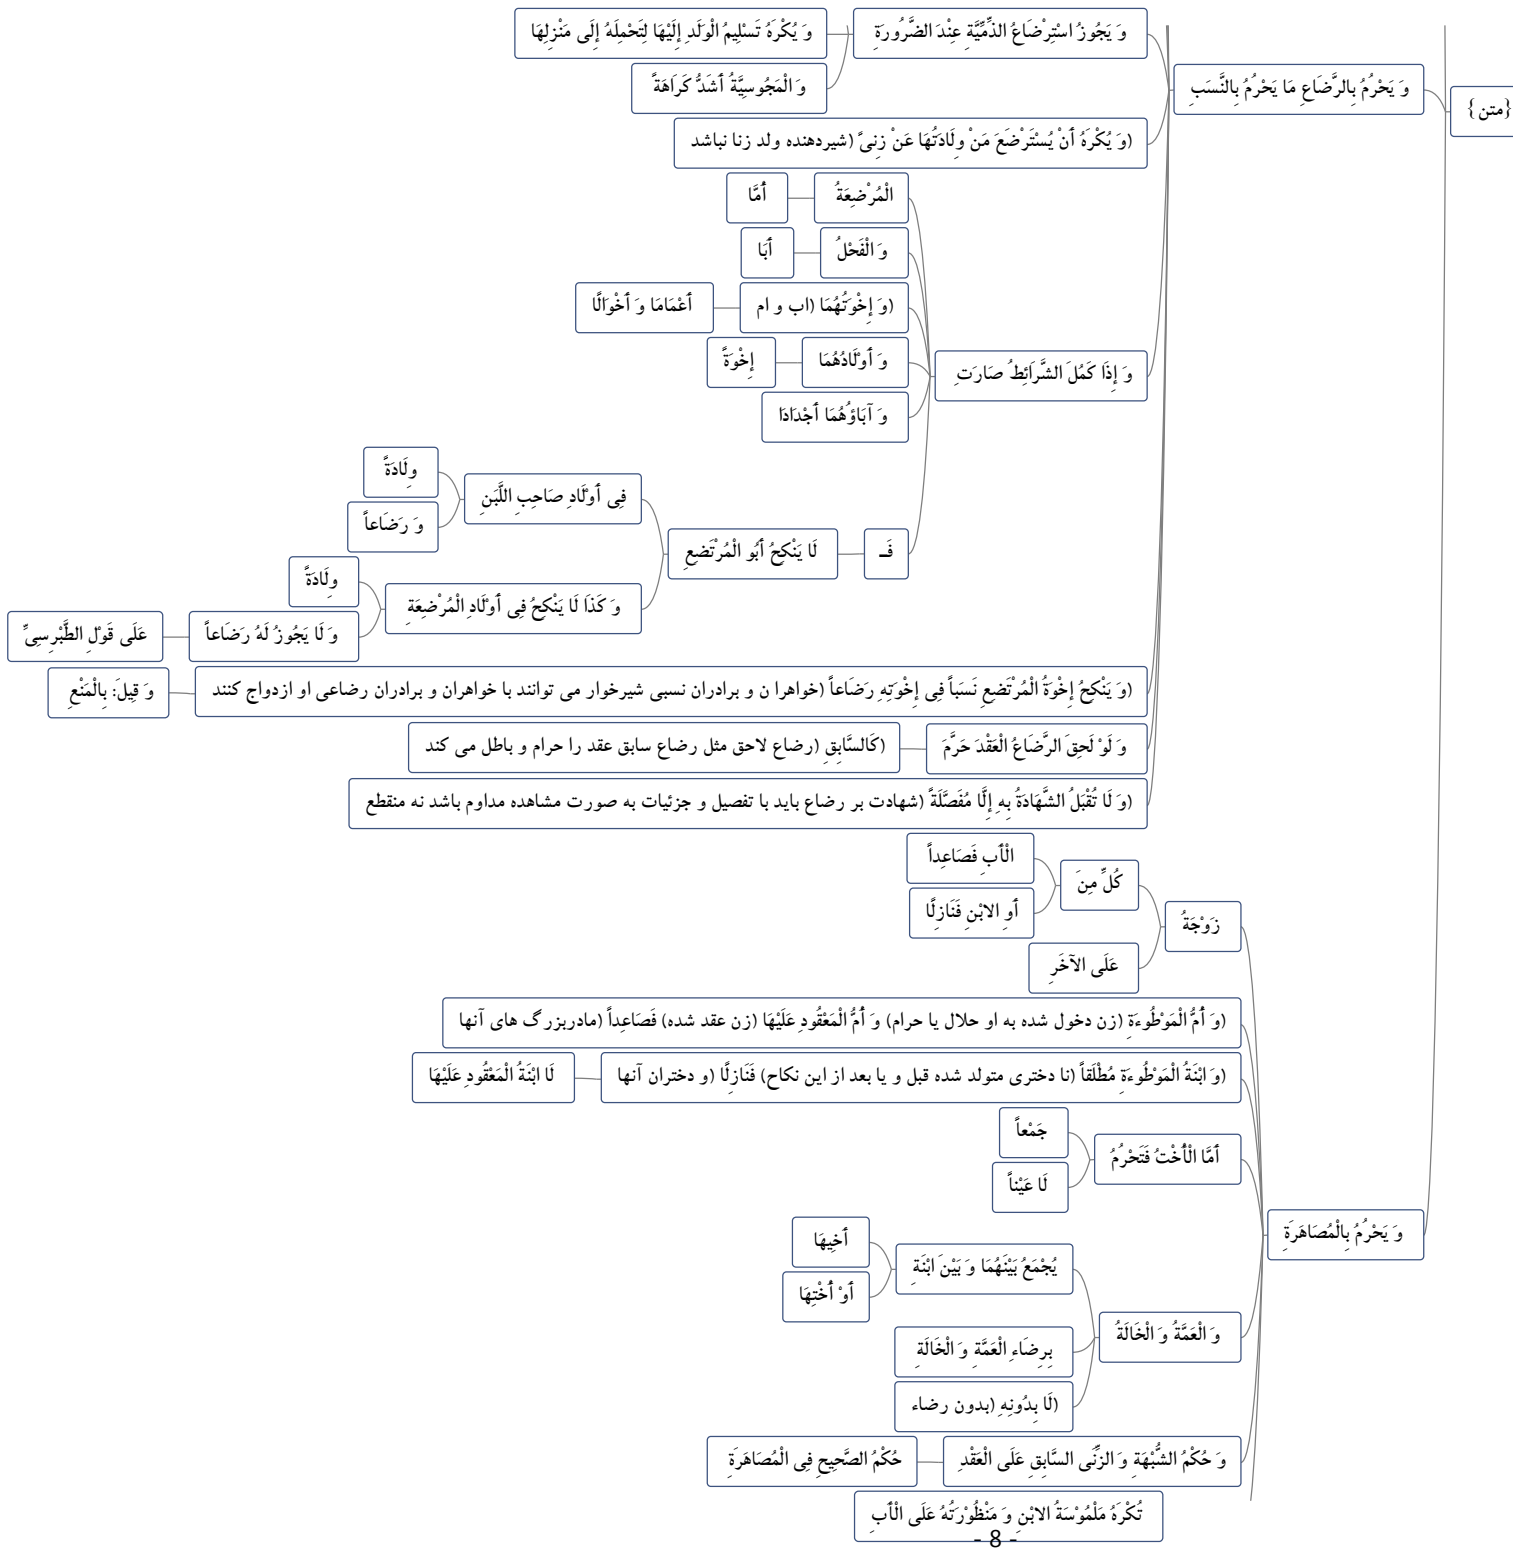 {متن}
وَ يَحْرُمُ بِالرَّضَاعِ مَا يَحْرُمُ بِالنَّسَبِ
وَ يَجُوزُ اسْتِرْضَاعُ الذِّمِّيَّةِ عِنْدَ الضَّرُورَةِ
وَ يُكْرَهُ تَسْلِيمُ الْوَلَدِ إِلَيْهَا لِتَحْمِلَهُ إِلَى مَنْزِلِهَا
وَ الْمَجُوسِيَّةُ أَشَدُّ كَرَاهَةً
(وَ يُكْرَهُ أَنْ يُسْتَرْضَعَ مَنْ وِلَادَتُهَا عَنْ زِنىً (شیردهنده ولد زنا نباشد
وَ إِذَا كَمُلَ الشَّرَائِطُ صَارَتِ
الْمُرْضِعَةُ
أُمَّا
وَ الْفَحْلُ
أَبَا
(وَ إِخْوَتُهُمَا (اب و ام
أَعْمَامَا وَ أَخْوَالًا
وَ أَوْلَادُهُمَا
إِخْوَةً
وَ آبَاؤُهُمَا أَجْدَادَا
فَـ
لَا يَنْكِحُ أَبُو الْمُرْتَضِعِ
فِی أَوْلَادِ صَاحِبِ اللَّبَنِ
وِلَادَةً
وَ رَضَاعاً
وَ كَذَا لَا يَنْكِحُ فِی أَوْلَادِ الْمُرْضِعَةِ
وِلَادَةً
وَ لَا يَجُوزُ لَهُ رَضَاعاً
عَلَى قَوْلِ الطَّبْرِسِیِّ
(وَ يَنْكِحُ إِخْوَةُ الْمُرْتَضِعِ نَسَباً فِی إِخْوَتِهِ رَضَاعاً (خواهرا ن و برادران نسبی شیرخوار می توانند با خواهران و برادران رضاعی او ازدواج کنند
وَ قِيلَ: بِالْمَنْعِ
وَ لَوْ لَحِقَ الرَّضَاعُ الْعَقْدَ حَرَّمَ
(كَالسَّابِقِ (رضاع لاحق مثل رضاع سابق عقد را حرام و باطل می کند
(وَ لَا تُقْبَلُ الشَّهَادَةُ بِهِ إِلَّا مُفَصَّلَةً (شهادت بر رضاع باید با تفصیل و جزئیات به صورت مشاهده مداوم باشد نه منقطع
وَ يَحْرُمُ بِالْمُصَاهَرَةِ
زَوْجَةُ
كُلِّ مِنَ
الْأَبِ فَصَاعِداً
أَوِ الابْنِ فَنَازِلًا
عَلَى الآخَرِ
(وَ أُمُّ الْمَوْطُوءَةِ (زن دخول شده به او حلال یا حرام) وَ أُمُّ الْمَعْقُودِ عَلَيْهَا (زن عقد شده) فَصَاعِداً (مادربزرگ های آنها
(وَ ابْنَةُ الْمَوْطُوءَةِ مُطْلَقاً (نا دختری متولد شده قبل و یا بعد از این نکاح) فَنَازِلًا (و دختران آنها
لَا ابْنَةُ الْمَعْقُودِ عَلَيْهَا
أَمَّا الْأُخْتُ فَتَحْرُمُ
جَمْعاً
لَا عَيْناً
وَ الْعَمَّةُ وَ الْخَالَةُ
يُجْمَعُ بَيْنَهُمَا وَ بَيْنَ ابْنَةِ
أَخِيهَا
أَوْ أُخْتِهَا
بِرِضَاءِ الْعَمَّةِ وَ الْخَالَةِ
(لَا بِدُونِهِ (بدون رضاء
وَ حُكْمُ الشُّبْهَةِ وَ الزِّنَى السَّابِقِ عَلَى الْعَقْدِ
حُكْمُ الصَّحِيحِ فِی الْمُصَاهَرَةِ
تُكْرَهُ مَلْمُوْسَةُ الابْنِ وَ مَنْظُوْرَتُهُ عَلَى الْأَبِ
- 8 -